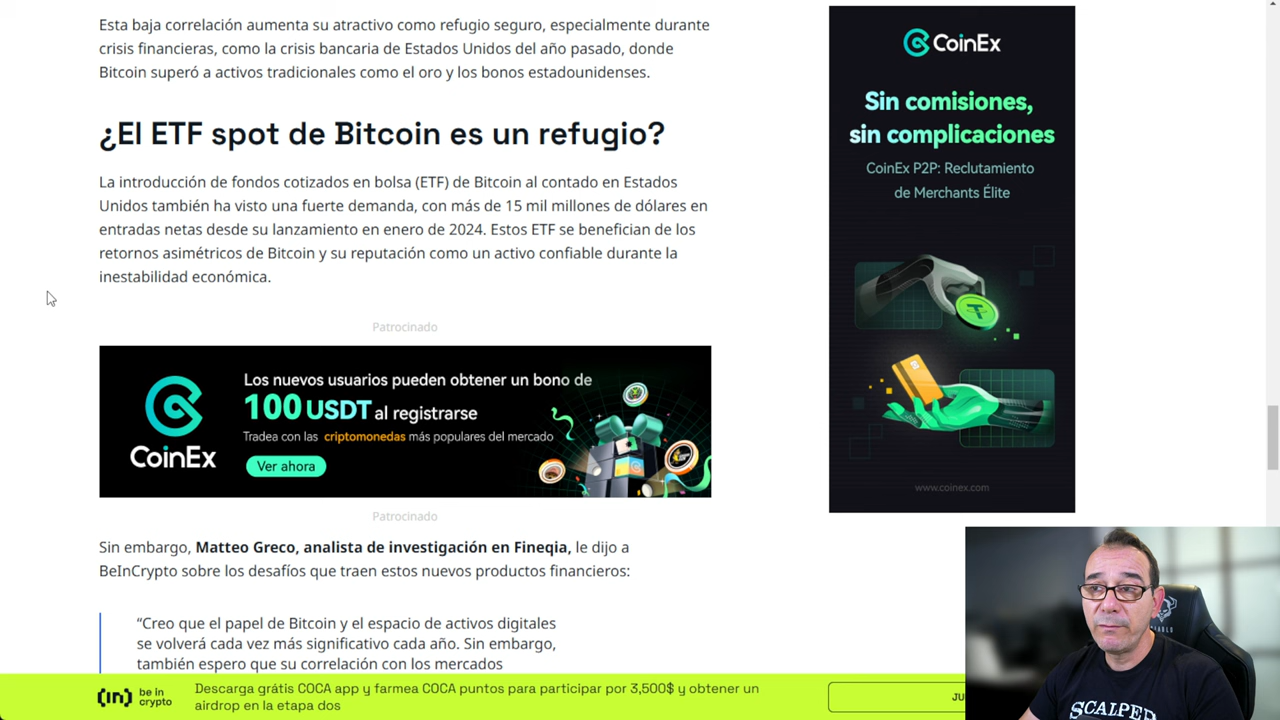 Esta baja correlación aumenta su atractivo como refugio seguro, especialmente durante
crisis financieras, como la crisis bancaria de Estados Unidos del año pasado, donde
Bitcoin superó a activos tradicionales como el oro y los bonos estadounidenses.
¿El ETF spot de Bitcoin es un refugio?
La introducción de fondos cotizados en bolsa (ETF) de Bitcoin al contado en Estados
Unidos también ha visto una fuerte demanda, con más de 15 mil millones de dólares en
entradas netas desde su lanzamiento en enero de 2024. Estos ETF se benefician de los
retornos asimétricos de Bitcoin y su reputación como un activo confiable durante la
inestabilidad económica.
Patrocinado
Los nuevos usuarios pueden obtener un bono de
100 USDT al registrarse
Tradea con las criptomonedas más populares del mercado
CoinEx
Ver ahora
Patrocinado
Sin embargo, Matteo Greco, analista de investigación en Fineqia, le dijo a
BeInCrypto sobre los desafíos que traen estos nuevos productos financieros:
“Creo que el papel de Bitcoin y el espacio de activos digitales
se volverá cada vez más significativo cada año. Sin embargo,
también espero que su correlación con los mercados
CoinEx
Sin comisiones,
sin complicaciones
CoinEx P2P: Reclutamiento
de Merchants Élite
www.coinex.com
SCALPER
be in
crypto
Descarga grátis COCA app y farmea COCA puntos para participar por 3,500$ y obtener un
airdrop en la etapa dos
JU